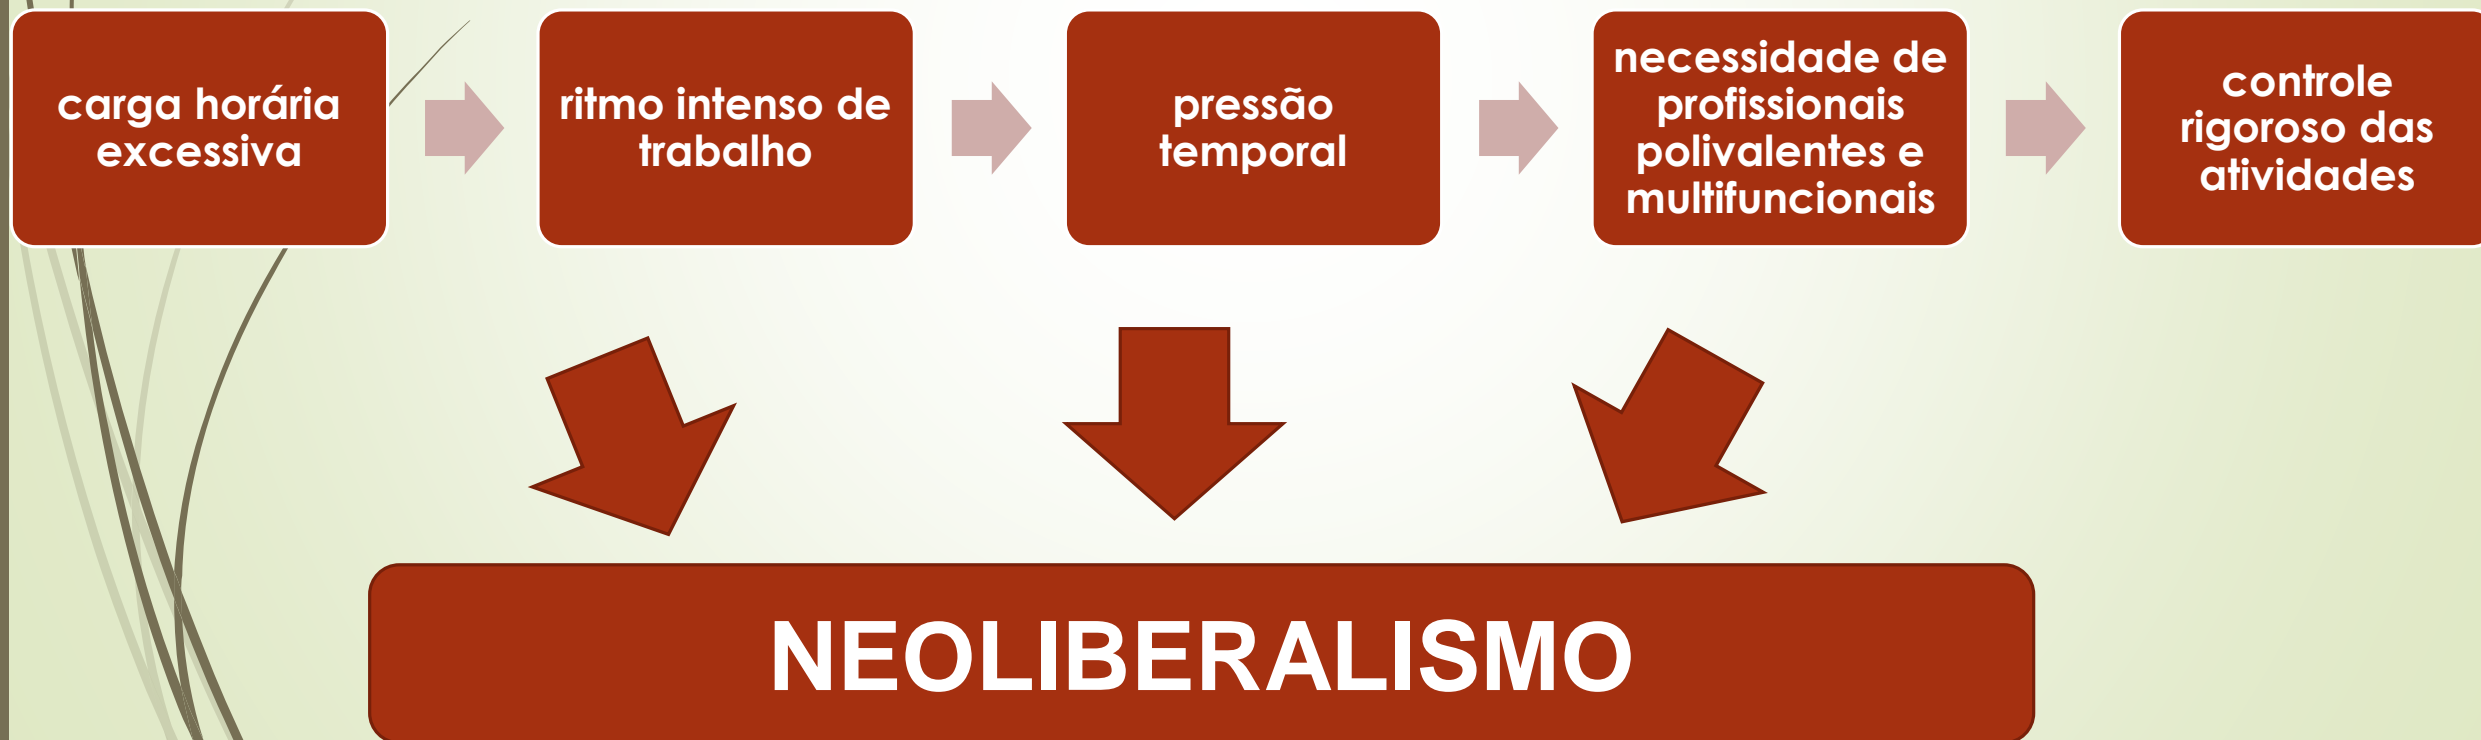 carga horária
excessiva
ritmo intenso de
trabalho
pressão
temporal
necessidade de
profissionais
polivalentes e
multifuncionais
controle
rigoroso das
atividades
NEOLIBERALISMO